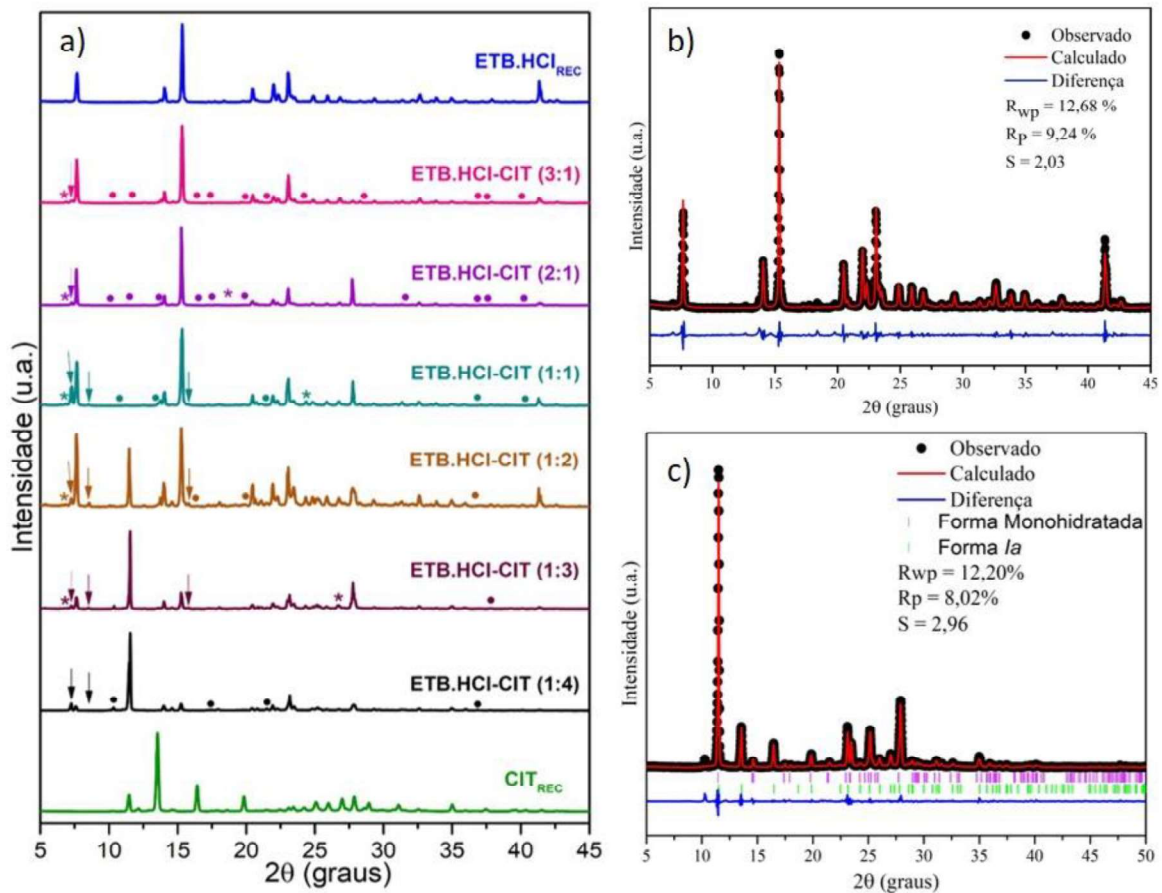 a)
ETB.HClREC
ETB.HCl-CIT (3:1)
ETB.HCl-CIT (2:1)
ETB.HCl-CIT (1:1)
ETB.HCl-CIT (1:2)
ETB.HCl-CIT (1:3)
ETB.HCl-CIT (1:4)
CITREC
Intensidade (u.a.)
5 10 15 20 25 30 35 40 45
2θ (graus)
b)
Observado
Calculado
Diferença
Rwp = 12,68 %
RP = 9,24 %
S = 2,03
Intensidade (u.a.)
5 10 15 20 25 30 35 40 45
2θ (graus)
c)
Observado
Calculado
Diferença
Forma Monohidratada
Forma Ia
Rwp = 12,20%
Rp = 8,02%
S = 2,96
Intensidade (u.a.)
5 10 15 20 25 30 35 40 45 50
2θ (graus)